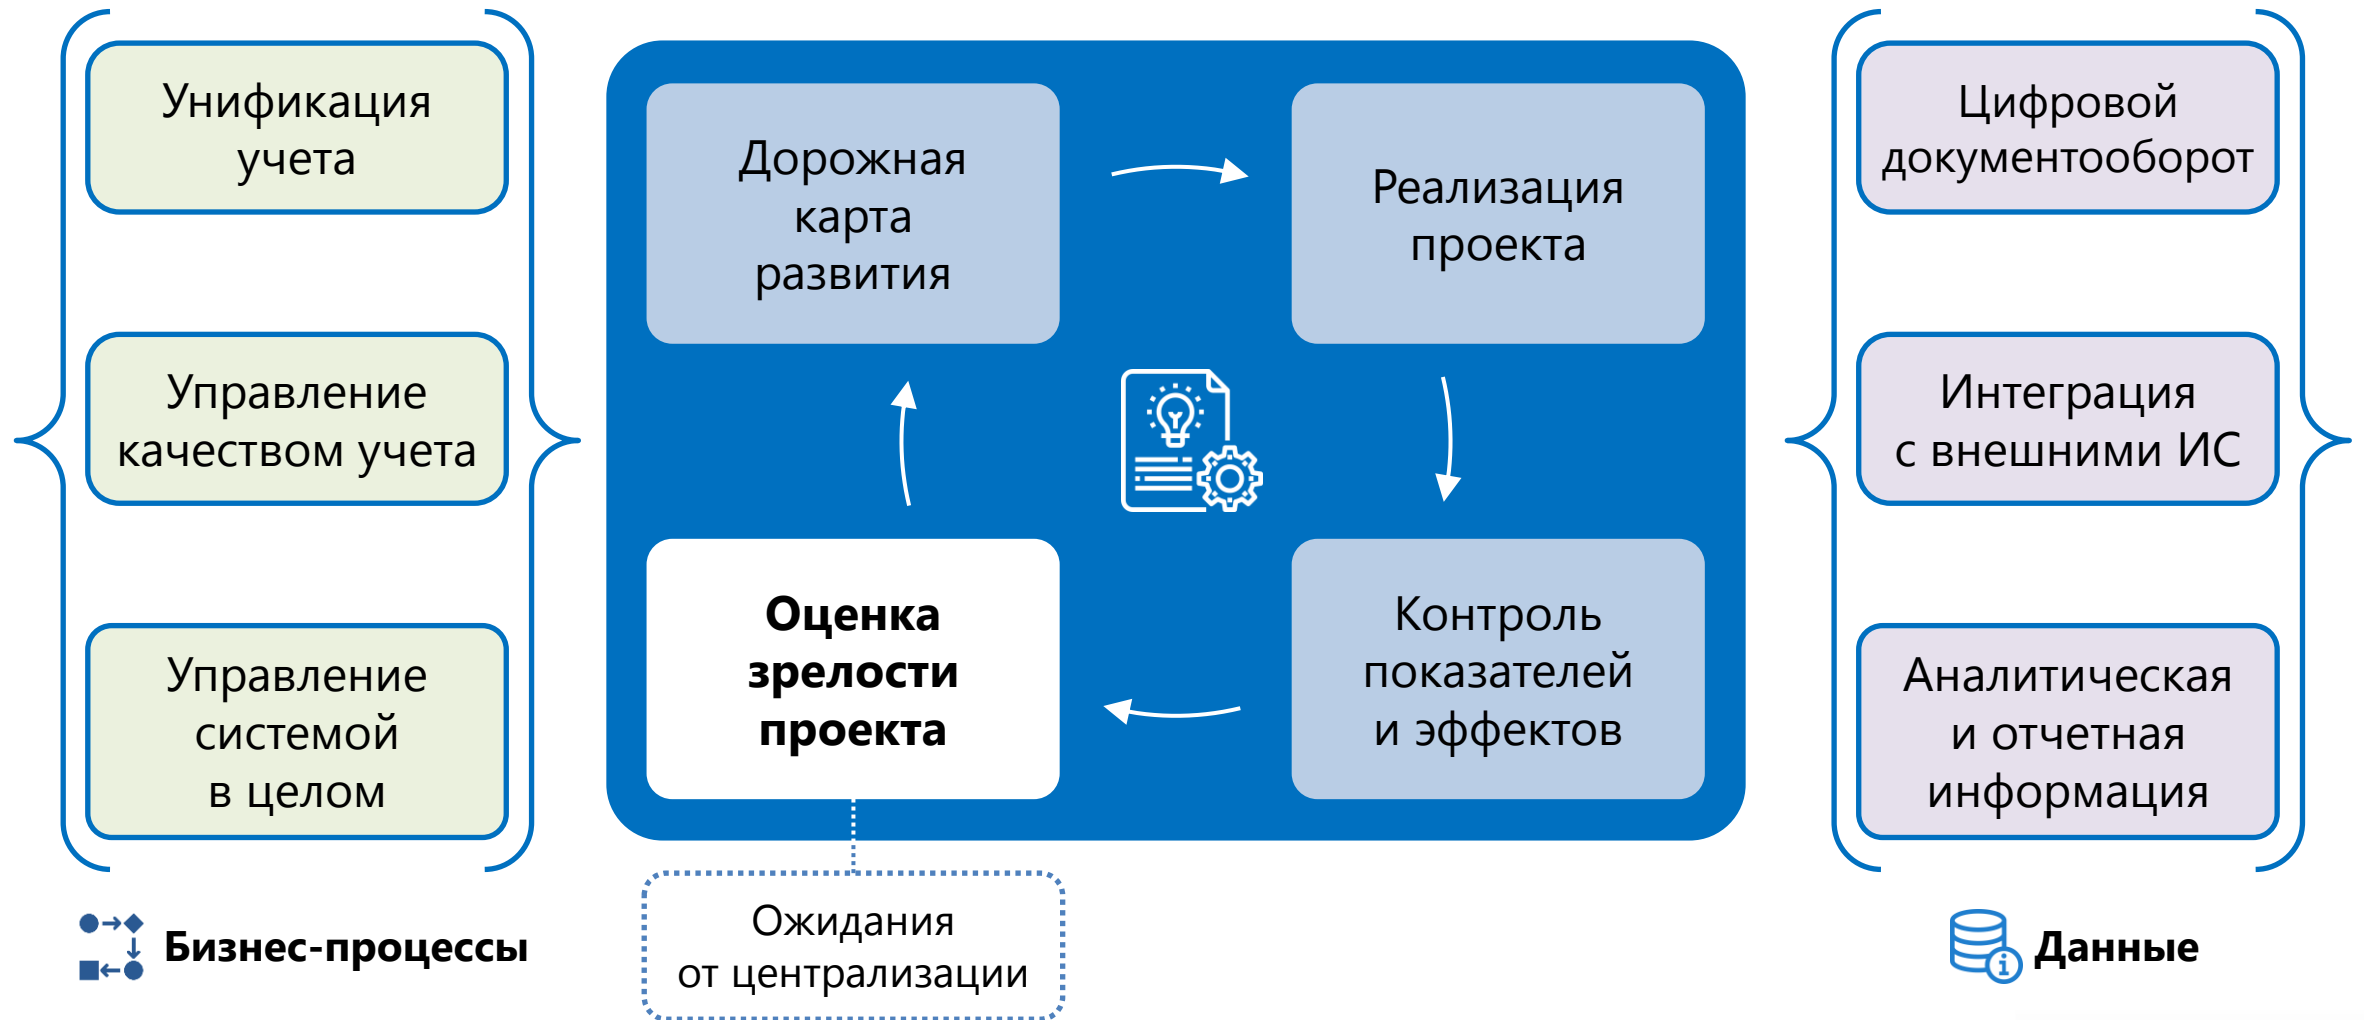 Унификация
учета
Управление
качеством учета
Управление
системой
в целом
Бизнес-процессы
Дорожная
карта
развития
Реализация
проекта
Оценка
зрелости
проекта
Контроль
показателей
и эффектов
Ожидания
от централизации
Цифровой
документооборот
Интеграция
с внешними ИС
Аналитическая
и отчетная
информация
Данные